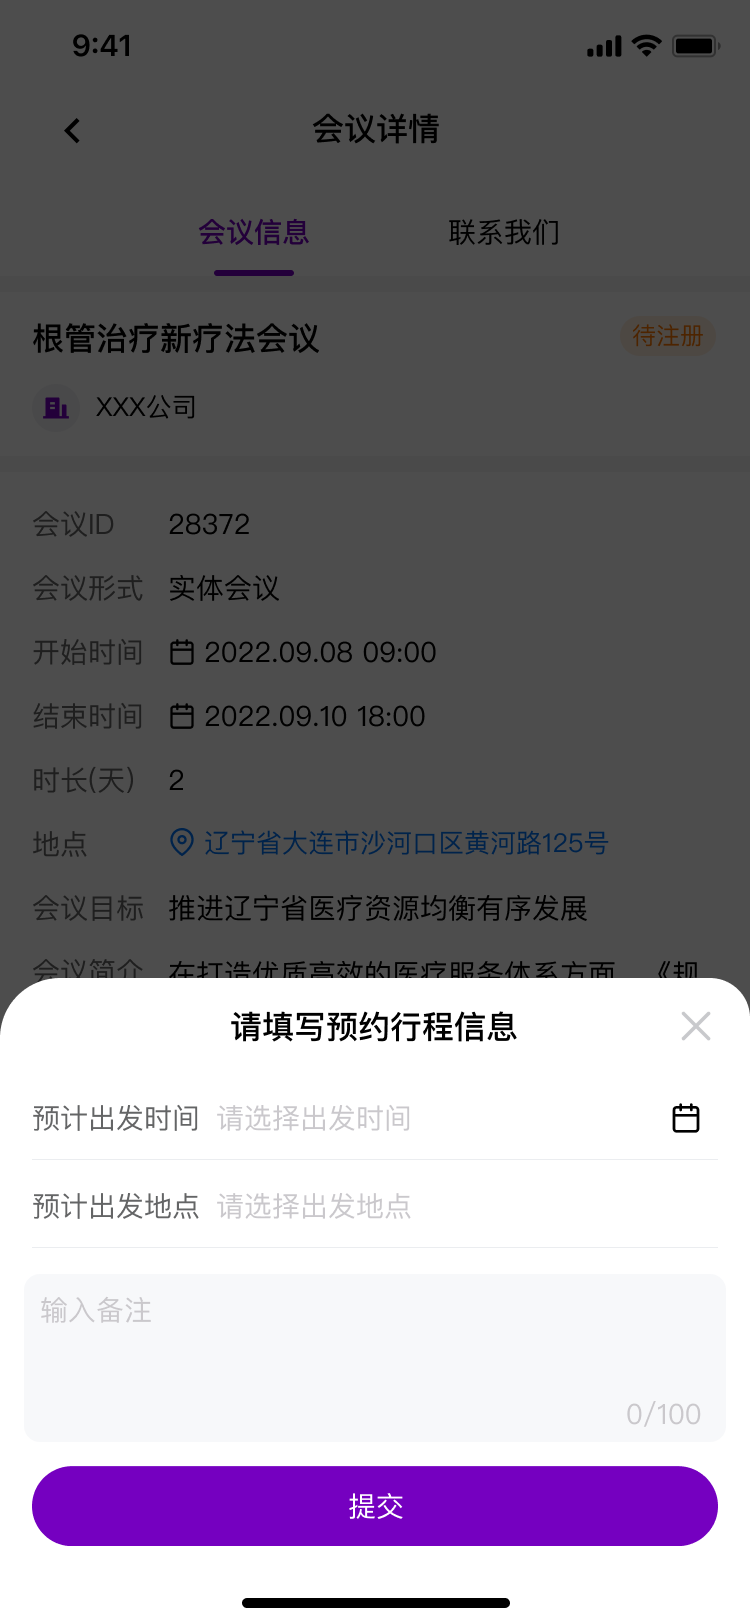 9:41
会议详情
会议信息 联系我们
根管治疗新疗法会议 待注册
XXX公司
会议ID 28372
会议形式 实体会议
开始时间 2022.09.08 09:00
结束时间 2022.09.10 18:00
时长(天) 2
地点 辽宁省大连市沙河口区黄河路125号
会议目标 推进辽宁省医疗资源均衡有序发展
会议简介 在打造优质高效的医疗服务体系方面，《规
请填写预约行程信息
预计出发时间 请选择出发时间
预计出发地点 请选择出发地点
输入备注
0/100
提交